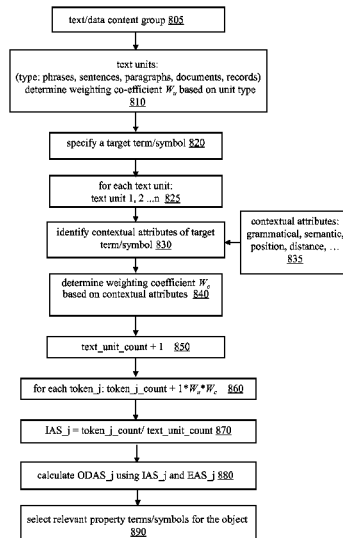 text/data content group 805
text units:
(type: phrases, sentences, paragraphs, documents, records)
determine weighting co-efficient Wu based on unit type
810
specify a target term/symbol 820
for each text unit:
text unit 1, 2 ...n 825
identify contextual attributes of target
term/symbol 830
contextual attributes:
grammatical, semantic,
position, distance, …
835
determine weighting coefficient Wc
based on contextual attributes 840
text_unit_count + 1 850
for each token_j: token_j_count + 1*Wu*Wc 860
IAS_j = token_j_count/ text_unit_count 870
calculate ODAS_j using IAS_j and EAS_j 880
select relevant property terms/symbols for the object
890